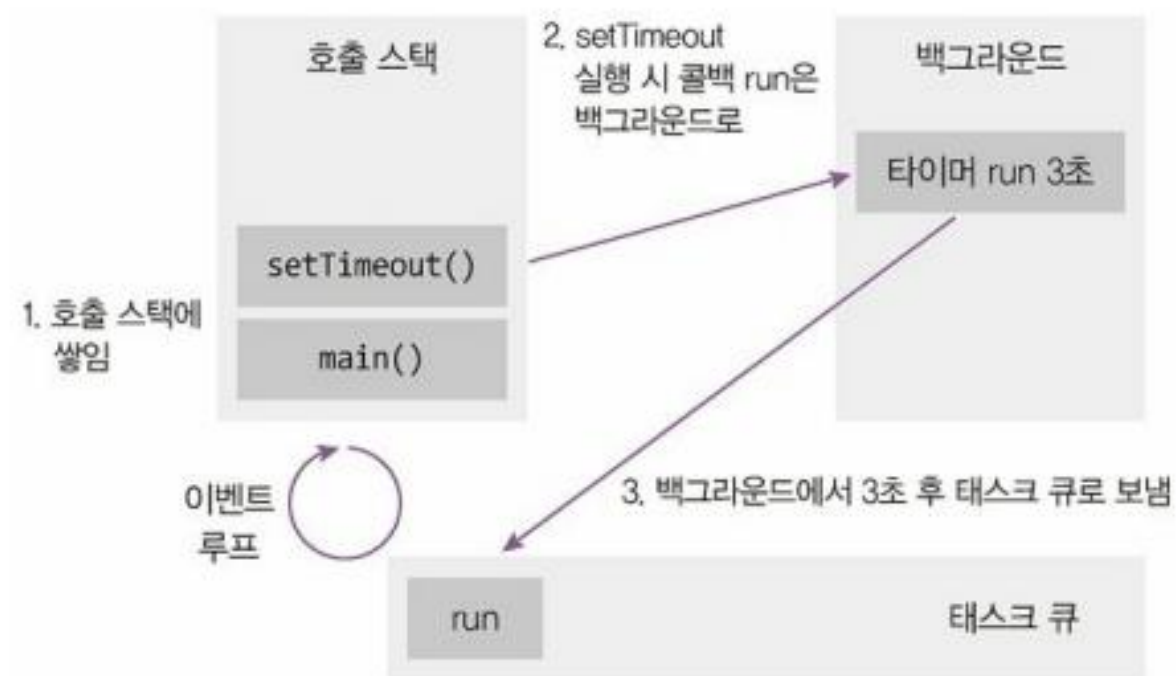 호출 스택
2. setTimeout
실행 시 콜백 run은
백그라운드로
백그라운드
타이머 run 3초
setTimeout()
1. 호출 스택에
쌓임
main()
이벤트
루프
3. 백그라운드에서 3초 후 태스크 큐로 보냄
run
태스크 큐